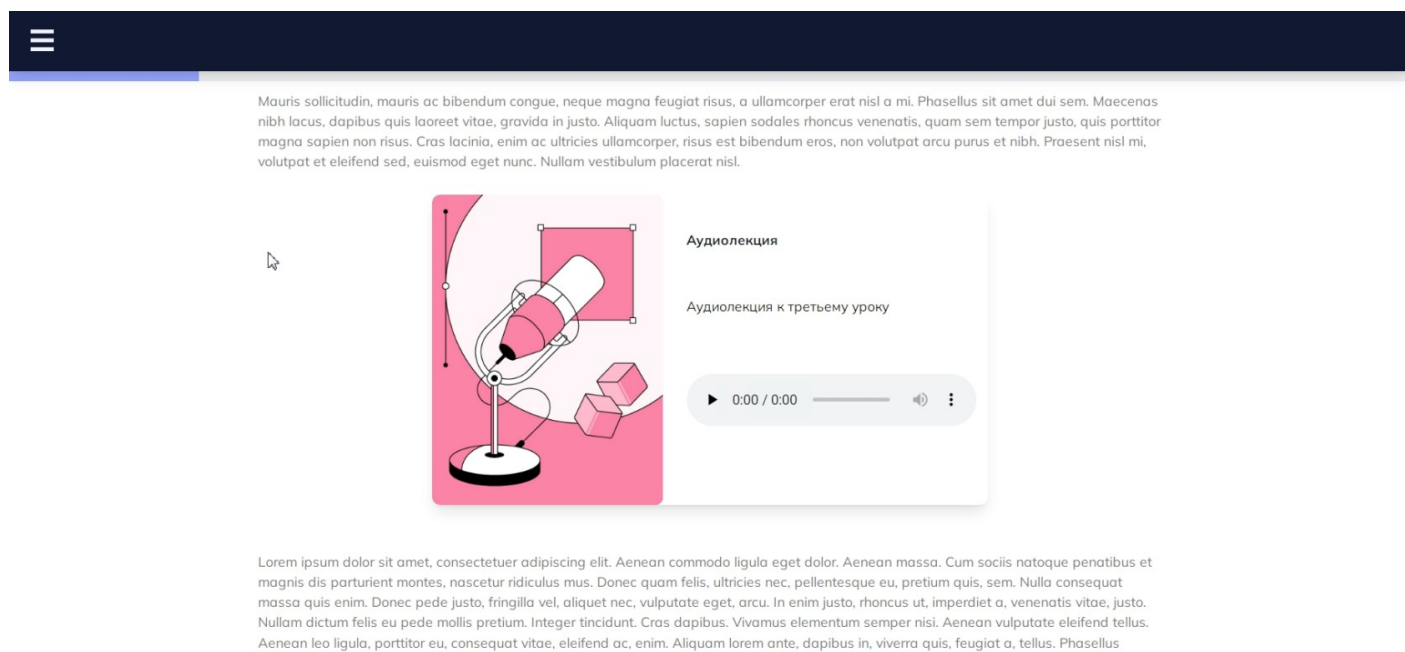 Mauris sollicitudin, mauris ac bibendum congue, neque magna feugiat risus, a ullamcorper erat nisl a mi. Phasellus sit amet dui sem. Maecenas
nibh lacus, dapibus quis laoreet vitae, gravida in justo. Aliquam luctus, sapien sodales rhoncus venenatis, quam sem tempor justo, quis porttitor
magna sapien non risus. Cras lacinia, enim ac ultricies ullamcorper, risus est bibendum eros, non volutpat arcu purus et nibh. Praesent nisl mi,
volutpat et eleifend sed, euismod eget nunc. Nullam vestibulum placerat nisl.
Аудиолекция
Аудиолекция к третьему уроку
0:00 / 0:00
Lorem ipsum dolor sit amet, consectetuer adipiscing elit. Aenean commodo ligula eget dolor. Aenean massa. Cum sociis natoque penatibus et
magnis dis parturient montes, nascetur ridiculus mus. Donec quam felis, ultricies nec, pellentesque eu, pretium quis, sem. Nulla consequat
massa quis enim. Donec pede justo, fringilla vel, aliquet nec, vulputate eget, arcu. In enim justo, rhoncus ut, imperdiet a, venenatis vitae, justo.
Nullam dictum felis eu pede mollis pretium. Integer tincidunt. Cras dapibus. Vivamus elementum semper nisi. Aenean vulputate eleifend tellus.
Aenean leo ligula, porttitor eu, consequat vitae, eleifend ac, enim. Aliquam lorem ante, dapibus in, viverra quis, feugiat a, tellus. Phasellus